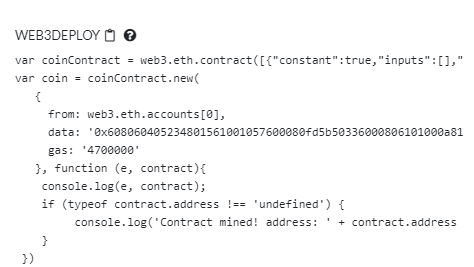 WEB3DEPLOY
var coinContract = web3.eth.contract([{"constant":true,"inputs":[],"
var coin = coinContract.new(
{
from: web3.eth.accounts[0],
data: '0x608060405234801561001057600080fd5b50336000806101000a81
gas: '4700000'
}, function (e, contract){
console.log(e, contract);
if (typeof contract.address !== 'undefined') {
console.log('Contract mined! address: ' + contract.address
}
})